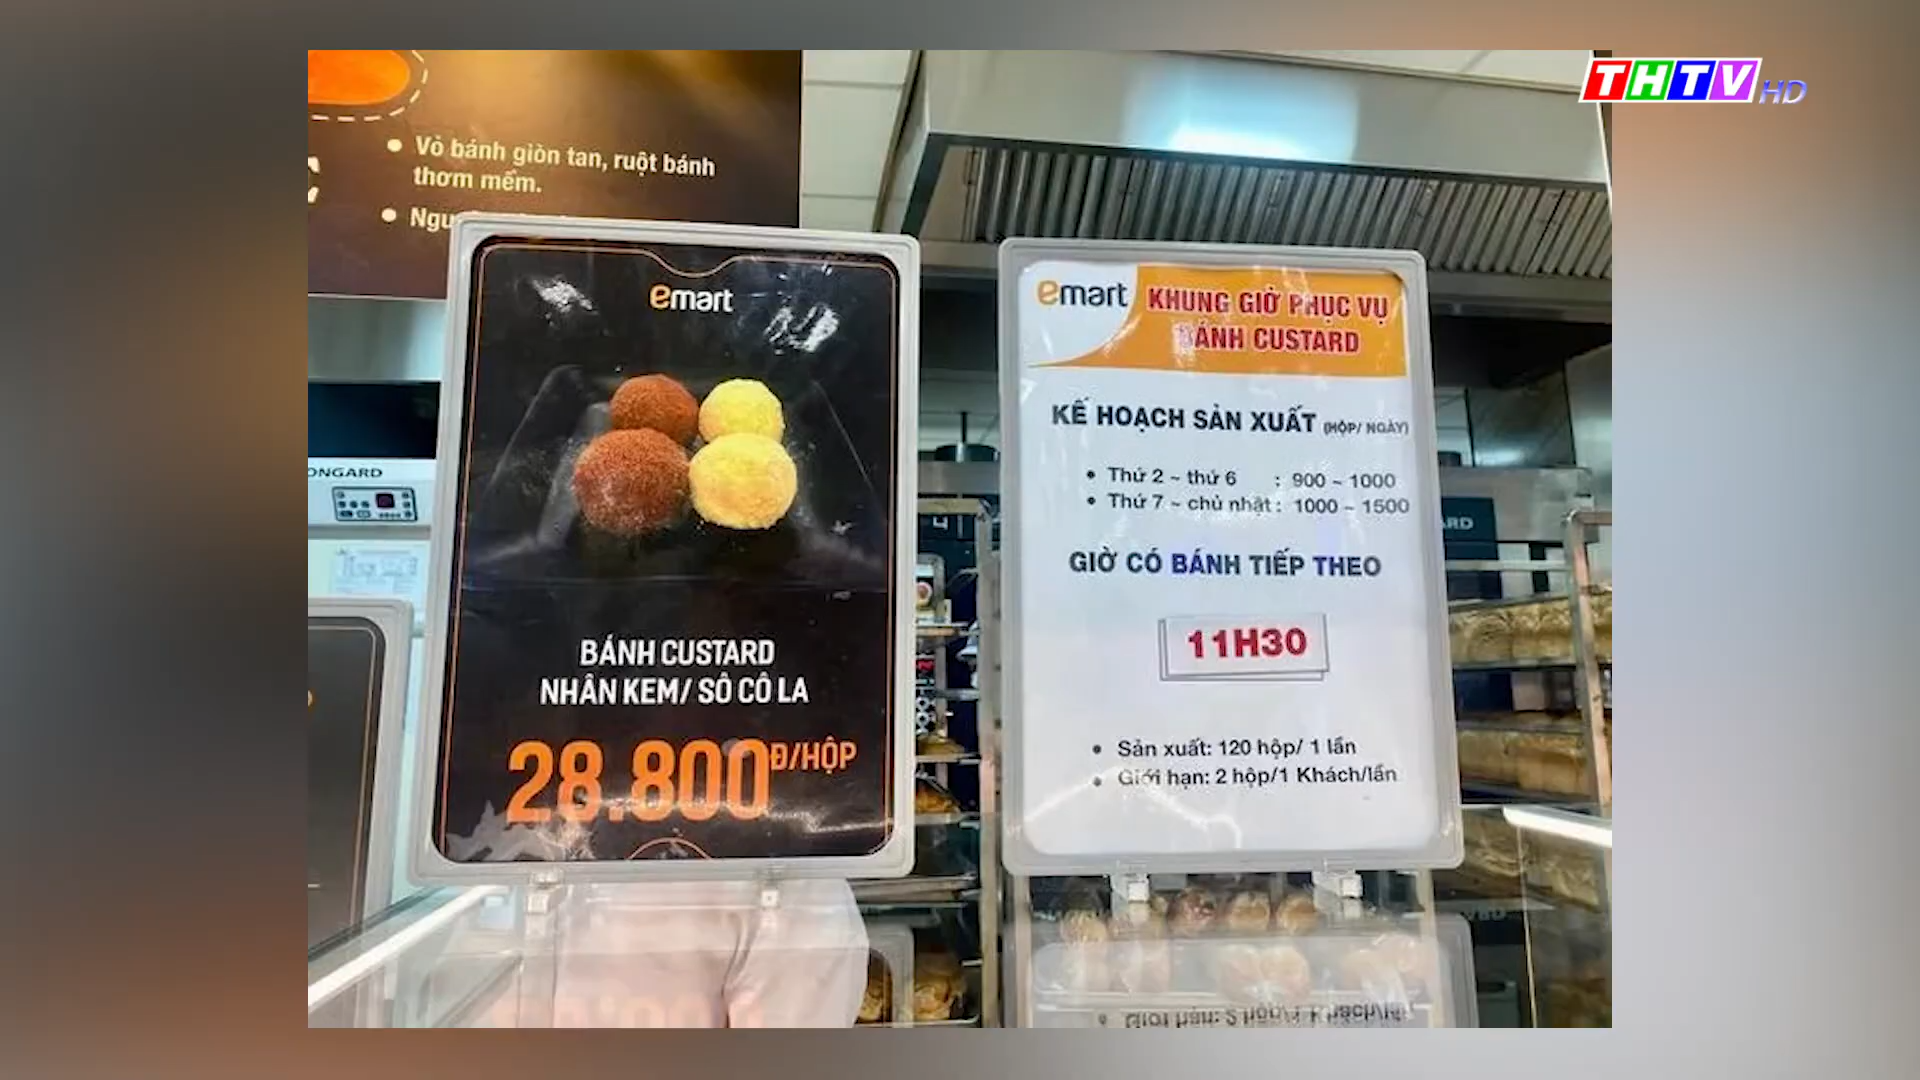 THTV HD
Vỏ bánh giòn tan, ruột bánh
thơm mềm.
emart
BÁNH CUSTARD
NHÂN KEM/ SÔ CÔ LA
28.800Đ/HỘP
emart
KHUNG GIỜ PHỤC VỤ
BÁNH CUSTARD
KẾ HOẠCH SẢN XUẤT (HỘP/ NGÀY)
• Thứ 2 ~ thứ 6 : 900 ~ 1000
• Thứ 7 ~ chủ nhật : 1000 ~ 1500
GIỜ CÓ BÁNH TIẾP THEO
11H30
• Sản xuất: 120 hộp/ 1 lần
• Giới hạn: 2 hộp/1 Khách/lần